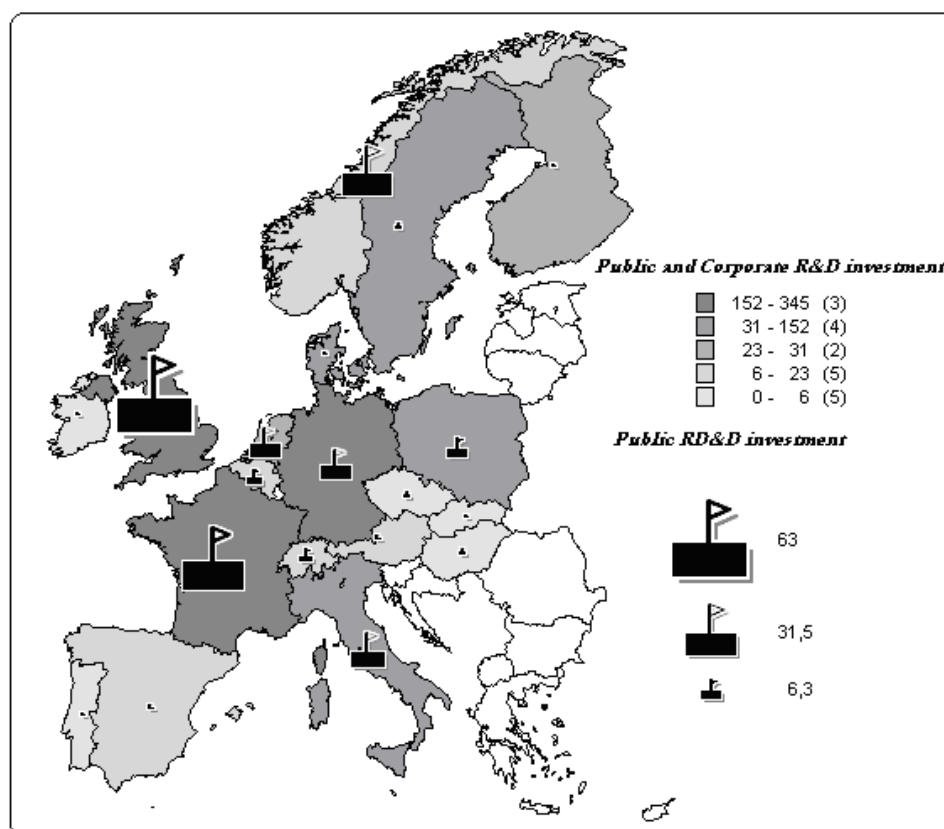 Public and Corporate R&D investment
152 - 345 (3)
31 - 152 (4)
23 - 31 (2)
6 - 23 (5)
0 - 6 (5)
Public RD&D investment
63
31,5
6,3